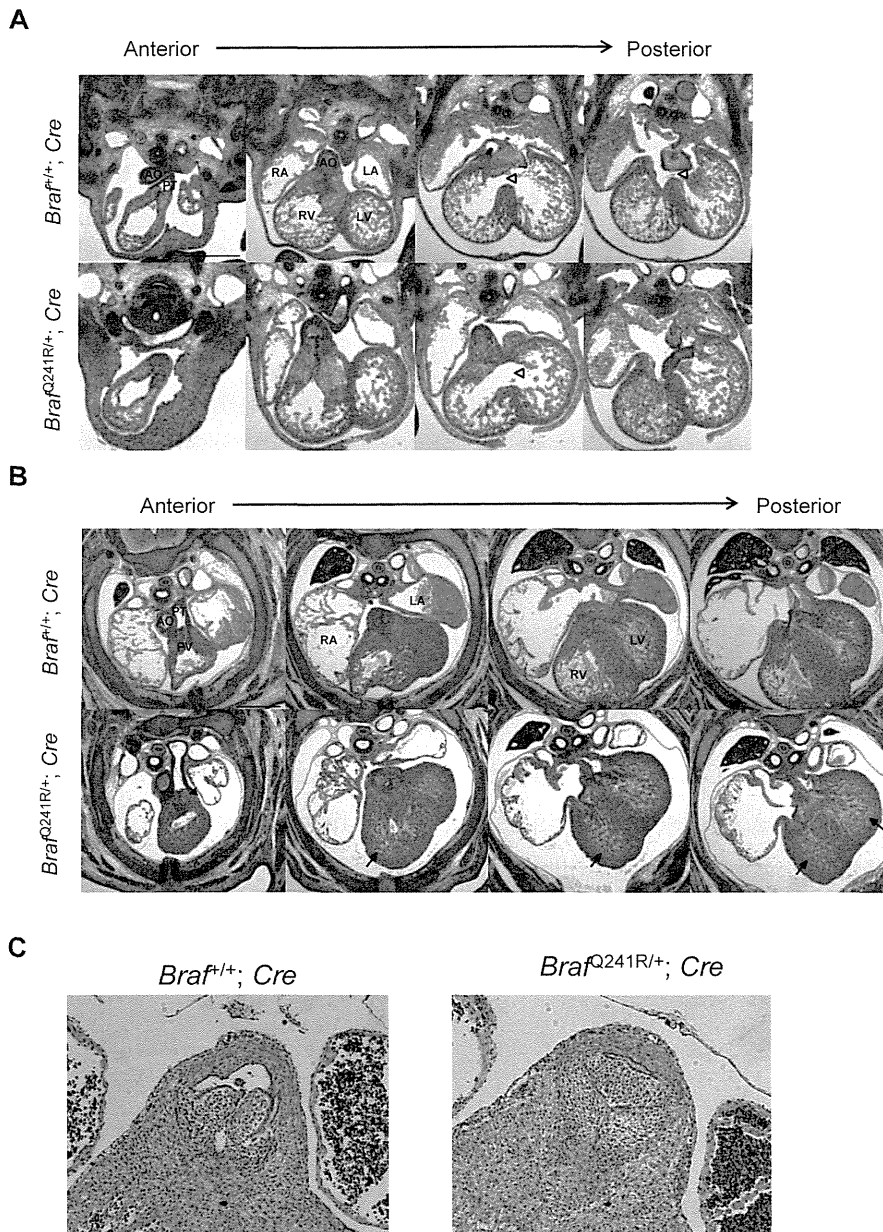 A
Anterior Posterior
Braf+/+; Cre
AO
PT
RA
AO
LA
RV
LV
BrafQ241R/+; Cre
B
Anterior Posterior
Braf+/+; Cre
PT
AO
RV
LA
RA
LV
RV
BrafQ241R/+; Cre
C
Braf+/+; Cre BrafQ241R/+; Cre